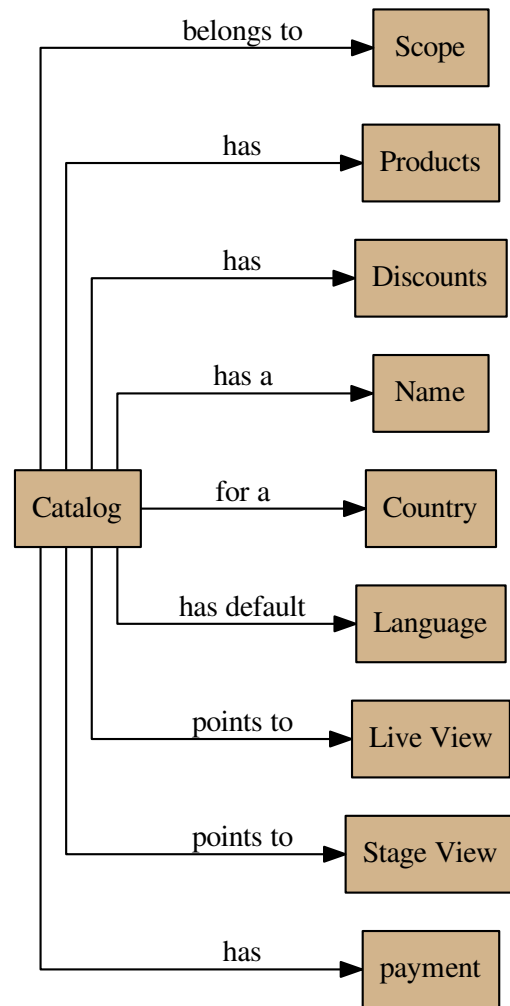 belongs to
Scope
has
Products
has
Discounts
has a
Name
Catalog
for a
Country
has default
Language
points to
Live View
points to
Stage View
has
payment